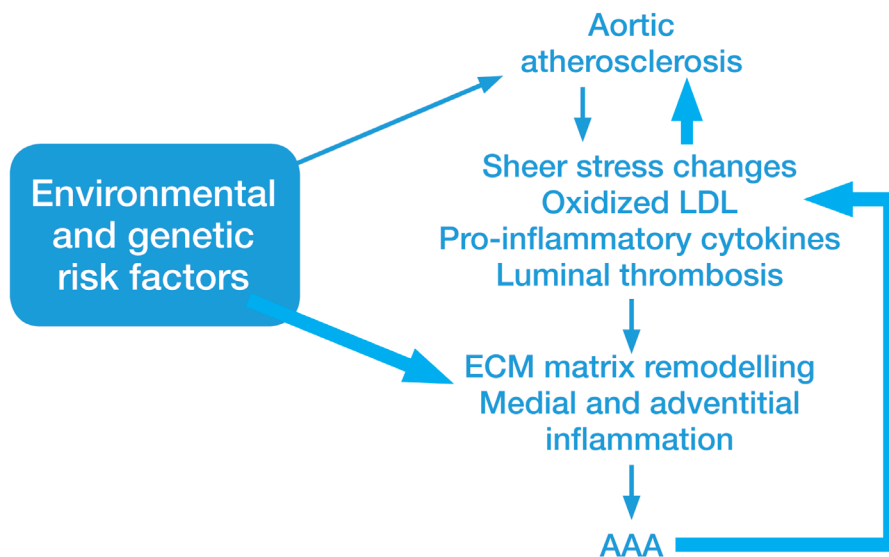 Aortic
atherosclerosis
Environmental
and genetic
risk factors
Sheer stress changes
Oxidized LDL
Pro-inflammatory cytokines
Luminal thrombosis
ECM matrix remodelling
Medial and adventitial
inflammation
AAA